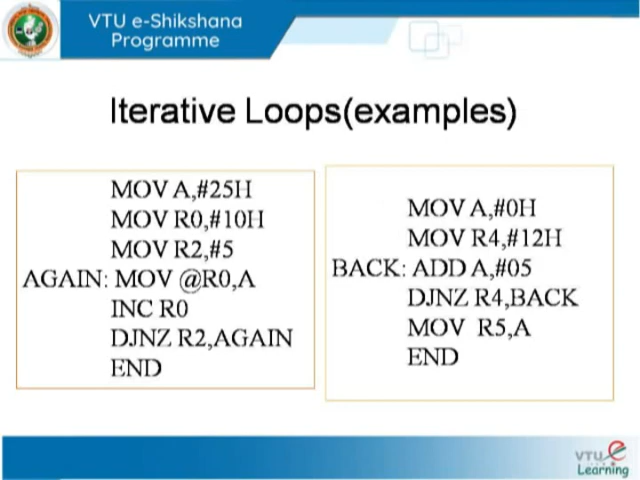 VTU e-Shikshana
Programme
Iterative Loops(examples)
MOV A,#25H
MOV R0,#10H
MOV R2,#5
AGAIN: MOV @R0,A
INC R0
DJNZ R2,AGAIN
END
MOV A,#0H
MOV R4,#12H
BACK: ADD A,#05
DJNZ R4,BACK
MOV R5,A
END
VTU e
Learning